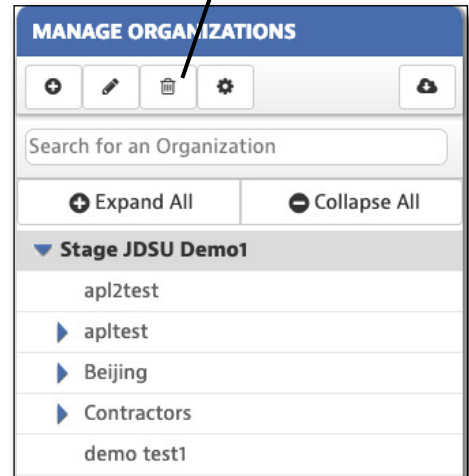 MANAGE ORGANIZATIONS
Search for an Organization
Expand All Collapse All
Stage JDSU Demo1
apl2test
apltest
Beijing
Contractors
demo test1